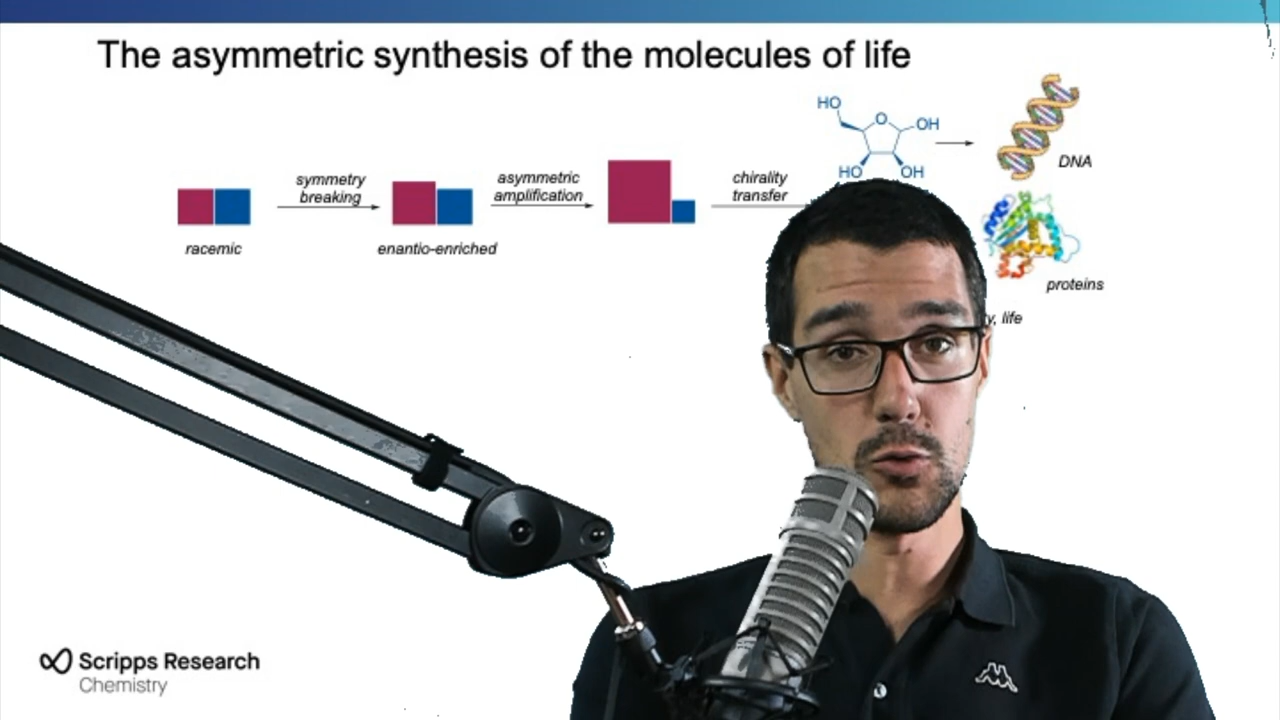 The asymmetric synthesis of the molecules of life
HO
O
OH
HO
OH
DNA
symmetry
breaking
asymmetric
amplification
chirality
transfer
racemic
enantio-enriched
proteins
life
Scripps Research
Chemistry